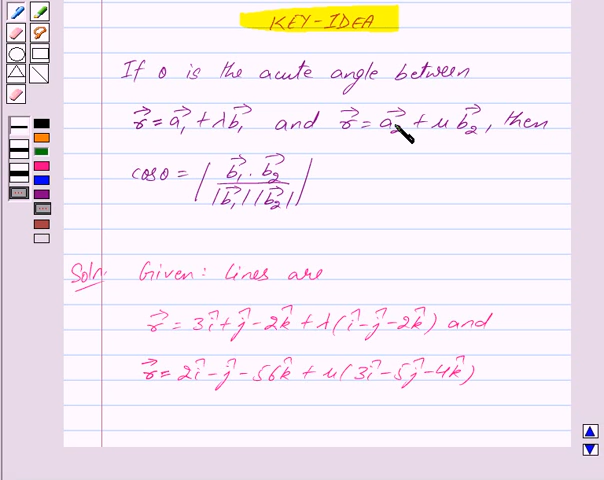 KEY-IDEA
If θ is the acute angle between
r⃗ = a⃗₁ + λb⃗₁ and r⃗ = a⃗₂ + μb⃗₂, then
cosθ = | b⃗₁ . b⃗₂ / |b⃗₁| |b⃗₂| |
Soln: Given: lines are
r⃗ = 3î + ĵ - 2k̂ + λ(î - ĵ - 2k̂) and
r⃗ = 2î - ĵ - 56k̂ + μ(3î - 5ĵ - 4k̂)